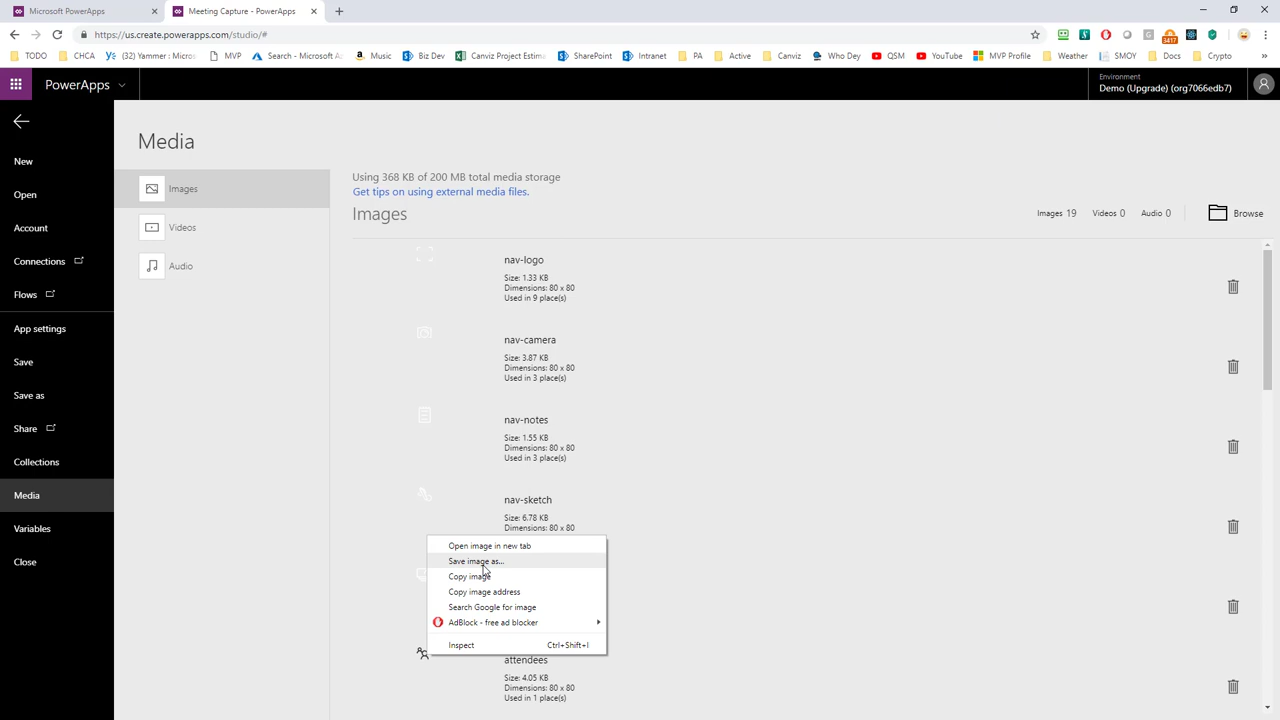 Microsoft PowerApps
Meeting Capture - PowerApps
https://us.create.powerapps.com/studio/#
3417
TODO
CHCA
(32) Yammer : Micros
MVP
Search - Microsoft A
Music
Biz Dev
Canviz Project Estima
SharePoint
Intranet
PA
Active
Canviz
Who Dey
QSM
YouTube
MVP Profile
Weather
SMOY
Docs
Crypto
PowerApps
Environment
Demo (Upgrade) (org7066edb7)
New
Open
Account
Connections
Flows
App settings
Save
Save as
Share
Collections
Media
Variables
Close
Media
Images
Videos
Audio
Using 368 KB of 200 MB total media storage
Get tips on using external media files.
Images
Images 19
Videos 0
Audio 0
Browse
nav-logo
Size: 1.33 KB
Dimensions: 80 x 80
Used in 9 place(s)
nav-camera
Size: 3.87 KB
Dimensions: 80 x 80
Used in 3 place(s)
nav-notes
Size: 1.55 KB
Dimensions: 80 x 80
Used in 3 place(s)
nav-sketch
Size: 6.78 KB
Dimensions: 80 x 80
Open image in new tab
Save image as...
Copy image
Copy image address
Search Google for image
AdBlock - free ad blocker
Inspect Ctrl+Shift+I
attendees
Size: 4.05 KB
Dimensions: 80 x 80
Used in 1 place(s)